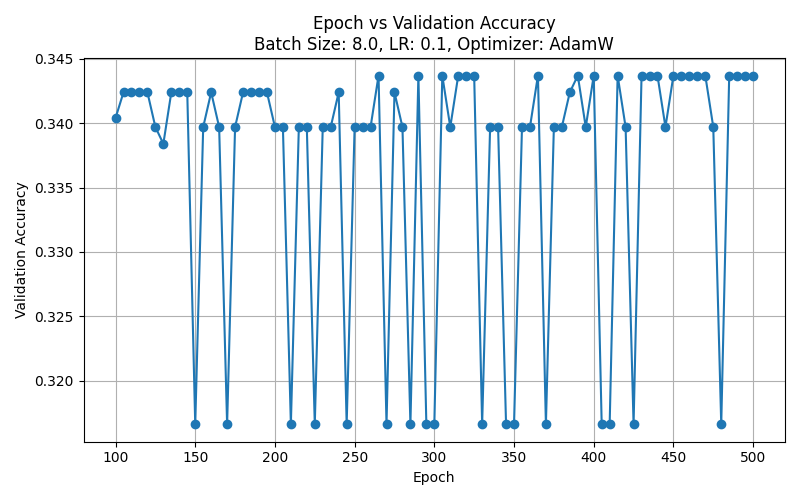 Epoch vs Validation Accuracy
Batch Size: 8.0, LR: 0.1, Optimizer: AdamW
Validation Accuracy
0.345
0.340
0.335
0.330
0.325
0.320
100 150 200 250 300 350 400 450 500
Epoch